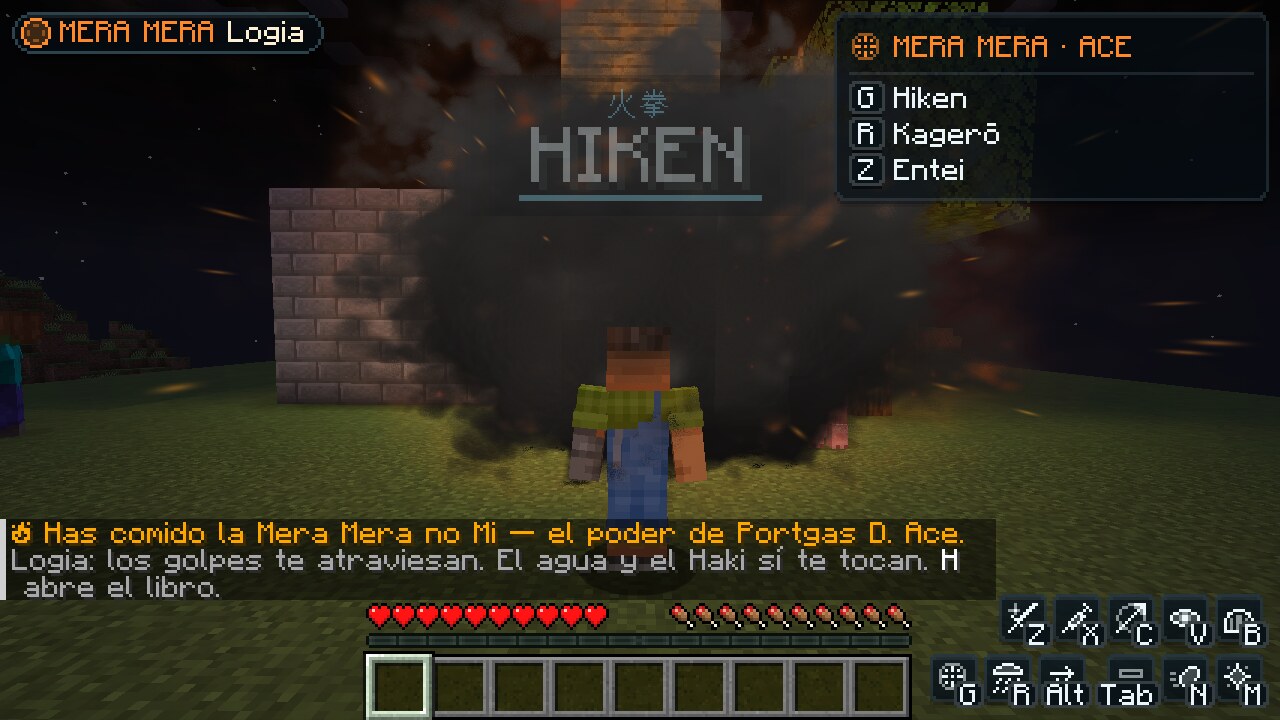 MERA MERA Logia
MERA MERA · ACE
G Hiken
R Kagerō
Z Entei
火拳
HIKEN
Has comido la Mera Mera no Mi — el poder de Portgas D. Ace.
Logia: los golpes te atraviesan. El agua y el Haki sí te tocan. H
abre el libro.
Z X C V B
G R Alt Tab N M